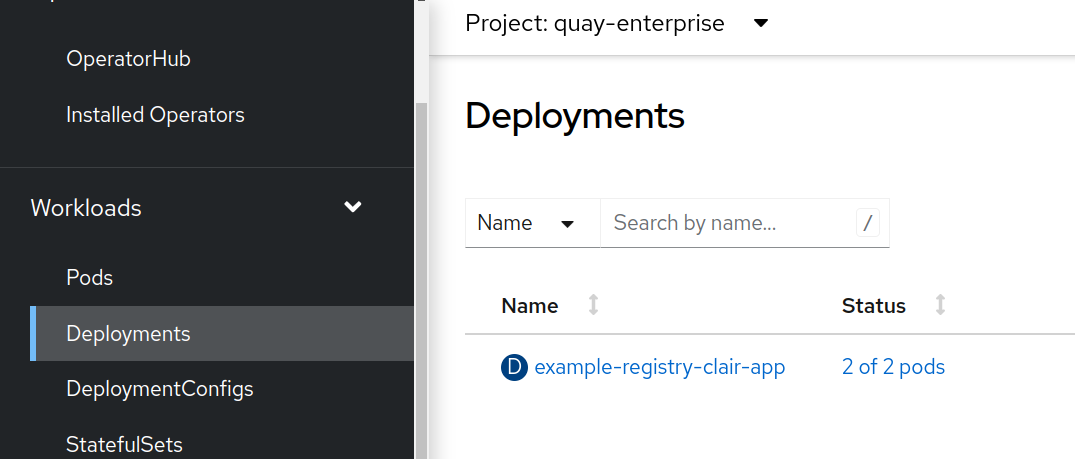 OperatorHub
Installed Operators
Workloads
Pods
Deployments
DeploymentConfigs
StatefulSets
Project: quay-enterprise
Deployments
Name Search by name... /
Name Status
D example-registry-clair-app 2 of 2 pods